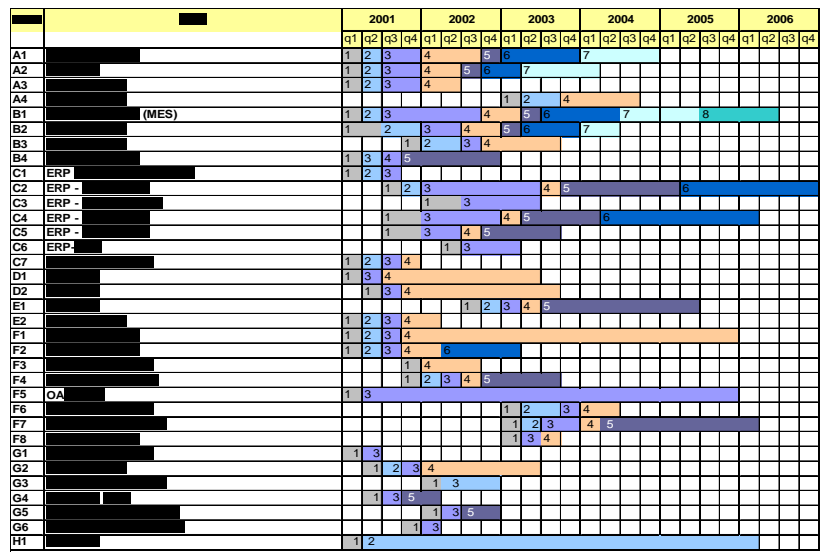 2001 2002 2003 2004 2005 2006
q1 q2 q3 q4 q1 q2 q3 q4 q1 q2 q3 q4 q1 q2 q3 q4 q1 q2 q3 q4 q1 q2 q3 q4
A1 1 2 3 4 5 6 7
A2 1 2 3 4 5 6 7
A3 1 2 3 4
A4 1 2 4
B1 (MES) 1 2 3 4 5 6 7 8
B2 1 2 3 4 5 6 7
B3 1 2 3 4
B4 1 3 4 5
C1 ERP 1 2 3
C2 ERP - 1 2 3 4 5 6
C3 ERP - 1 3
C4 ERP - 1 3 4 5 6
C5 ERP - 1 3 4 5
C6 ERP- 1 3
C7 1 2 3 4
D1 1 3 4
D2 1 3 4
E1 1 2 3 4 5
E2 1 2 3 4
F1 1 2 3 4
F2 1 2 3 4 6
F3 1 4
F4 1 2 3 4 5
F5 OA 1 3
F6 1 2 3 4
F7 1 2 3 4 5
F8 1 3 4
G1 1 3
G2 1 2 3 4
G3 1 3
G4 1 3 5
G5 1 3 5
G6 1 3
H1 1 2